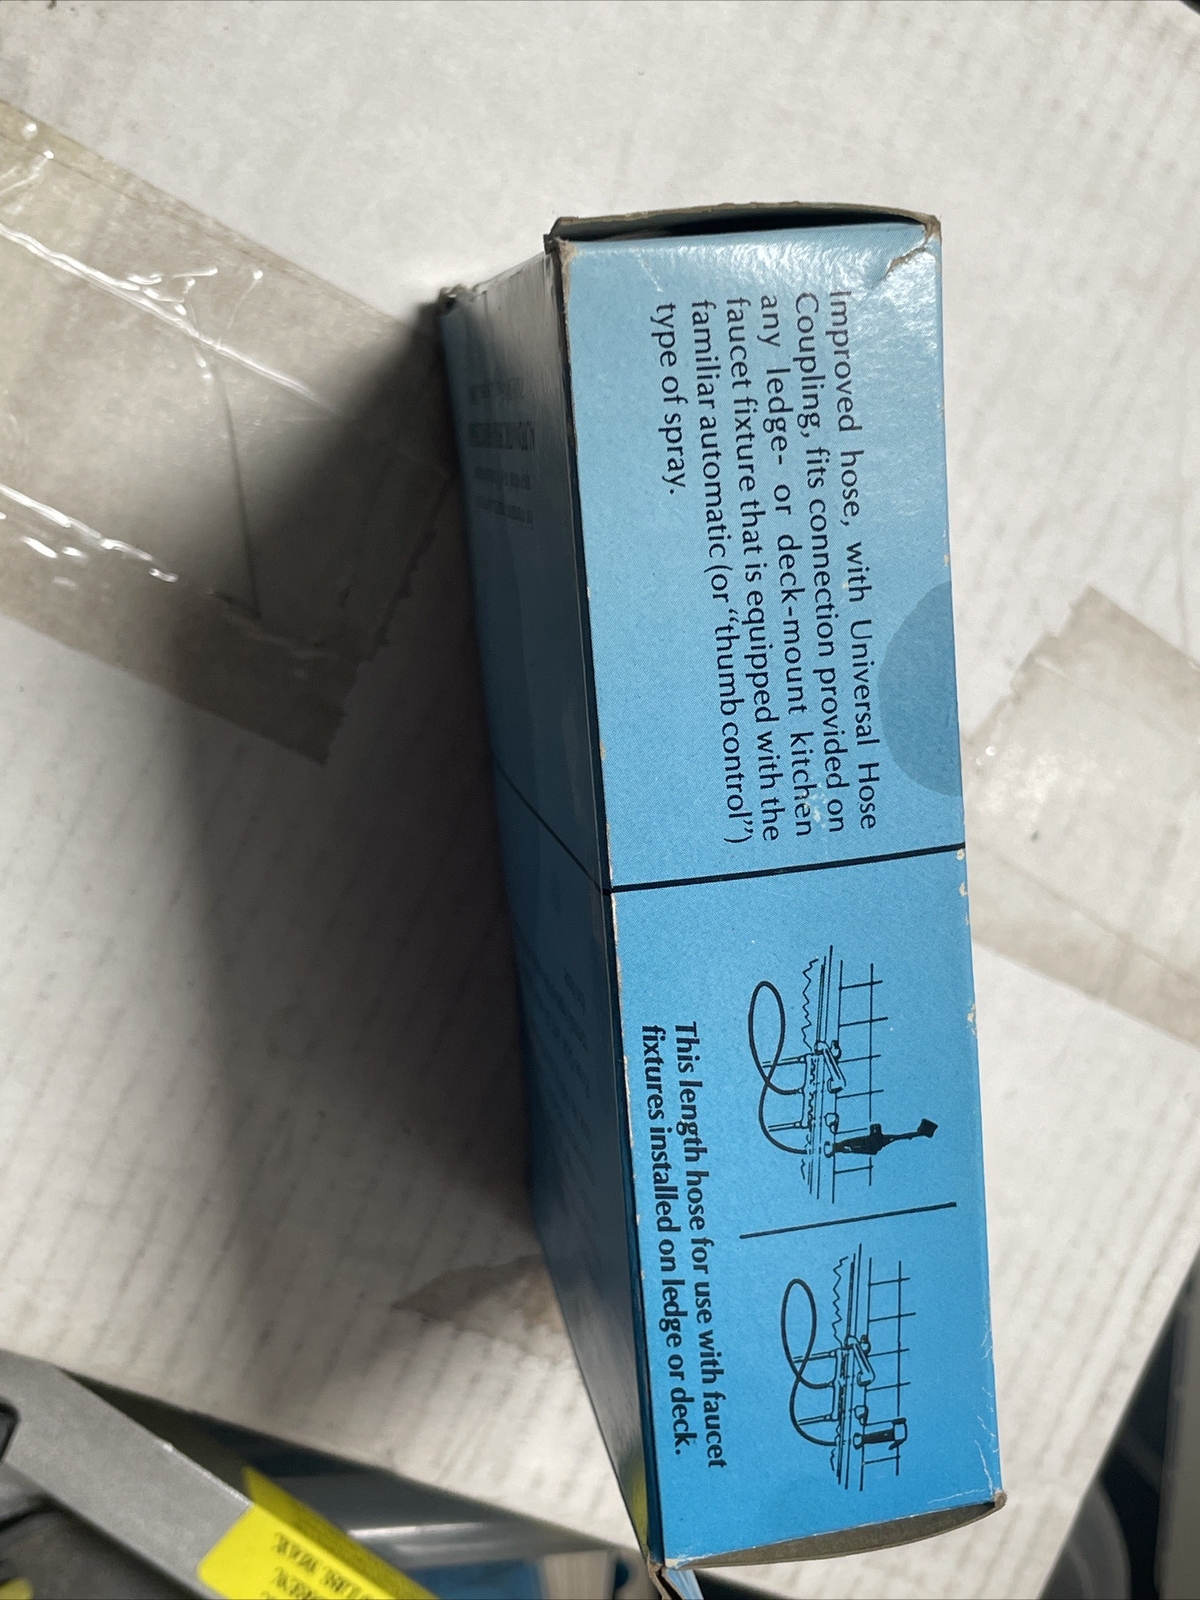 Improved hose, with Universal Hose
Coupling, fits connection provided on
any ledge- or deck-mount kitchen
faucet fixture that is equipped with the
familiar automatic (or “thumb control”)
type of spray.
This length hose for use with faucet
fixtures installed on ledge or deck.